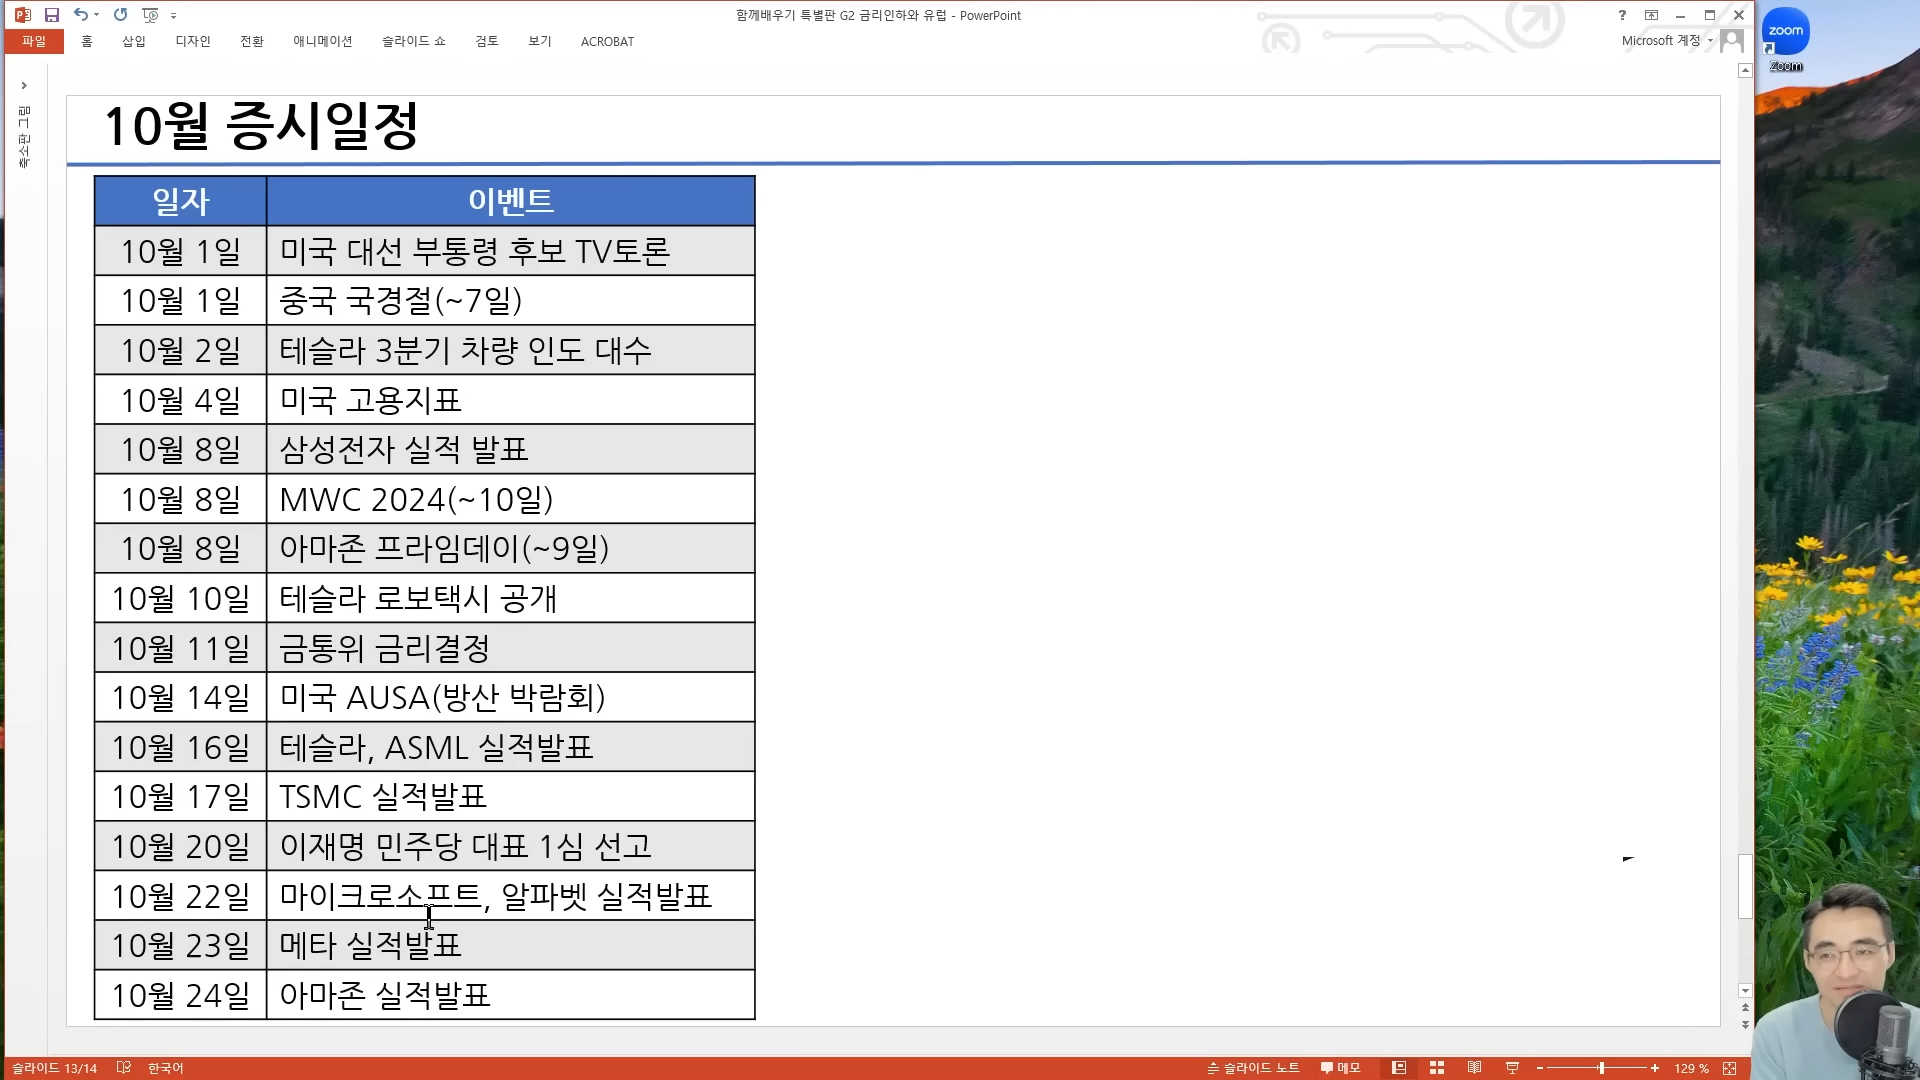 함께배우기 특별판 G2 금리인하와 유럽 - PowerPoint
파일 홈 삽입 디자인 전환 애니메이션 슬라이드 쇼 검토 보기 ACROBAT
Microsoft 계정
zoom
Zoom
축소판 그림
10월 증시일정
일자 이벤트
10월 1일 미국 대선 부통령 후보 TV토론
10월 1일 중국 국경절(~7일)
10월 2일 테슬라 3분기 차량 인도 대수
10월 4일 미국 고용지표
10월 8일 삼성전자 실적 발표
10월 8일 MWC 2024(~10일)
10월 8일 아마존 프라임데이(~9일)
10월 10일 테슬라 로보택시 공개
10월 11일 금통위 금리결정
10월 14일 미국 AUSA(방산 박람회)
10월 16일 테슬라, ASML 실적발표
10월 17일 TSMC 실적발표
10월 20일 이재명 민주당 대표 1심 선고
10월 22일 마이크로소프트, 알파벳 실적발표
10월 23일 메타 실적발표
10월 24일 아마존 실적발표
슬라이드 13/14 한국어 슬라이드 노트 메모 129 %